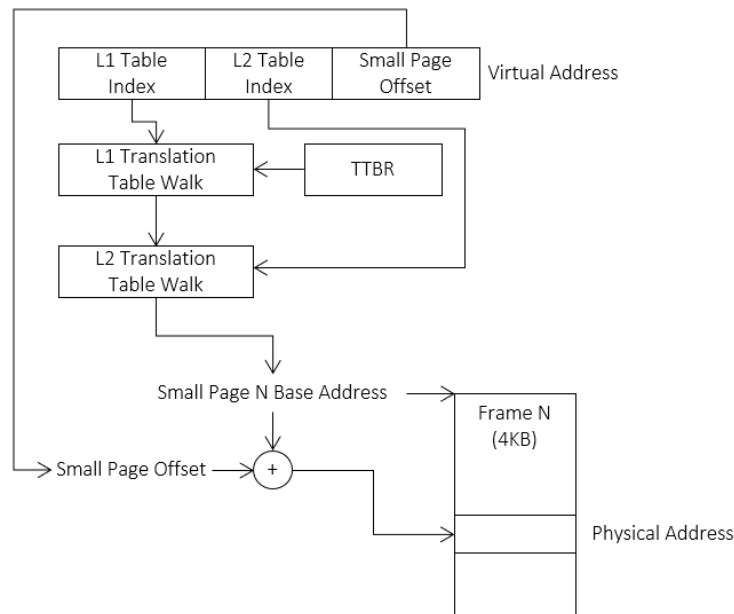 L1 Table
Index
L2 Table
Index
Small Page
Offset
Virtual Address
L1 Translation
Table Walk
TTBR
L2 Translation
Table Walk
Small Page N Base Address
Frame N
(4KB)
Small Page Offset
+
Physical Address